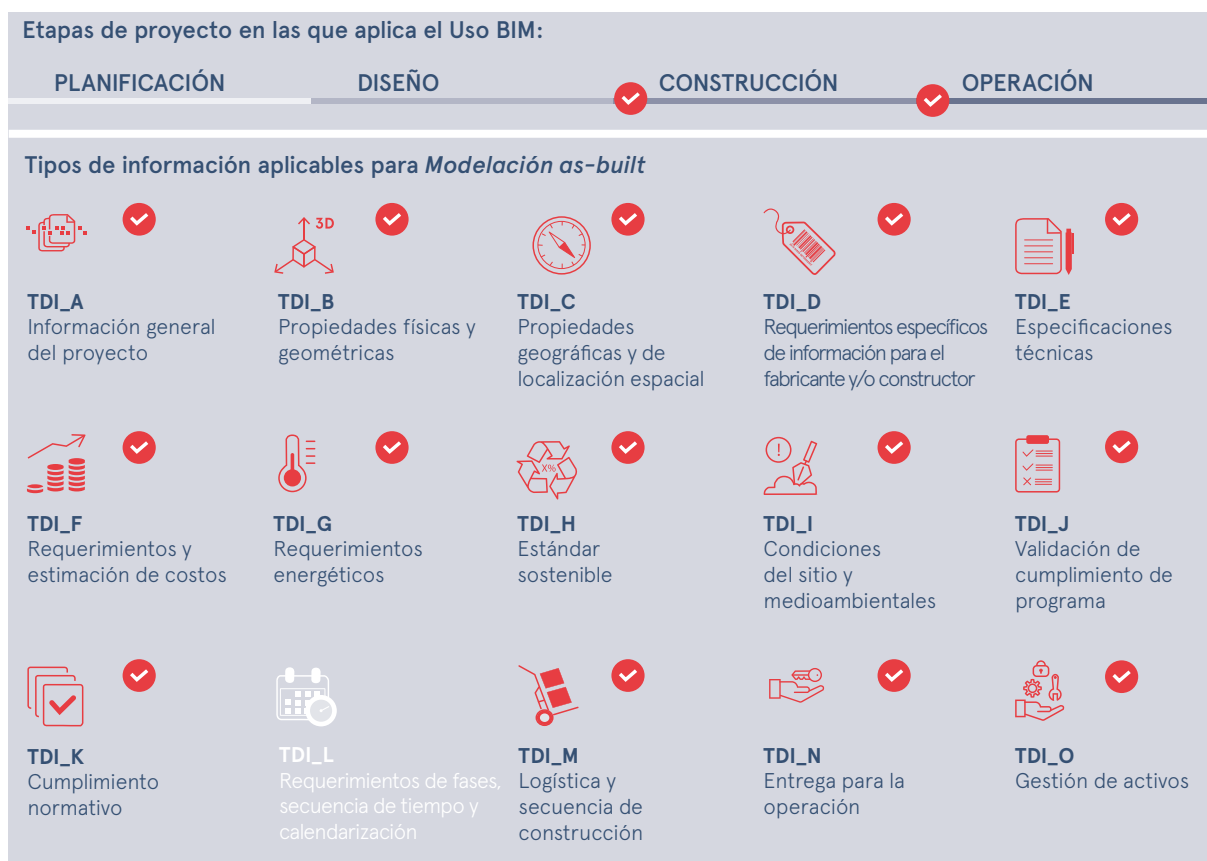 Etapas de proyecto en las que aplica el Uso BIM:
PLANIFICACIÓN DISEÑO CONSTRUCCIÓN OPERACIÓN
Tipos de información aplicables para Modelación as-built
3D
TDI_A
Información general
del proyecto
TDI_B
Propiedades físicas y
geométricas
TDI_C
Propiedades
geográficas y de
localización espacial
TDI_D
Requerimientos específicos
de información para el
fabricante y/o constructor
TDI_E
Especificaciones
técnicas
TDI_F
Requerimientos y
estimación de costos
TDI_G
Requerimientos
energéticos
X%
TDI_H
Estándar
sostenible
TDI_I
Condiciones
del sitio y
medioambientales
TDI_J
Validación de
cumplimiento de
programa
TDI_K
Cumplimiento
normativo
TDI_L
Requerimientos de fases,
secuencia de tiempo y
calendarización
TDI_M
Logística y
secuencia de
construcción
TDI_N
Entrega para la
operación
TDI_O
Gestión de activos